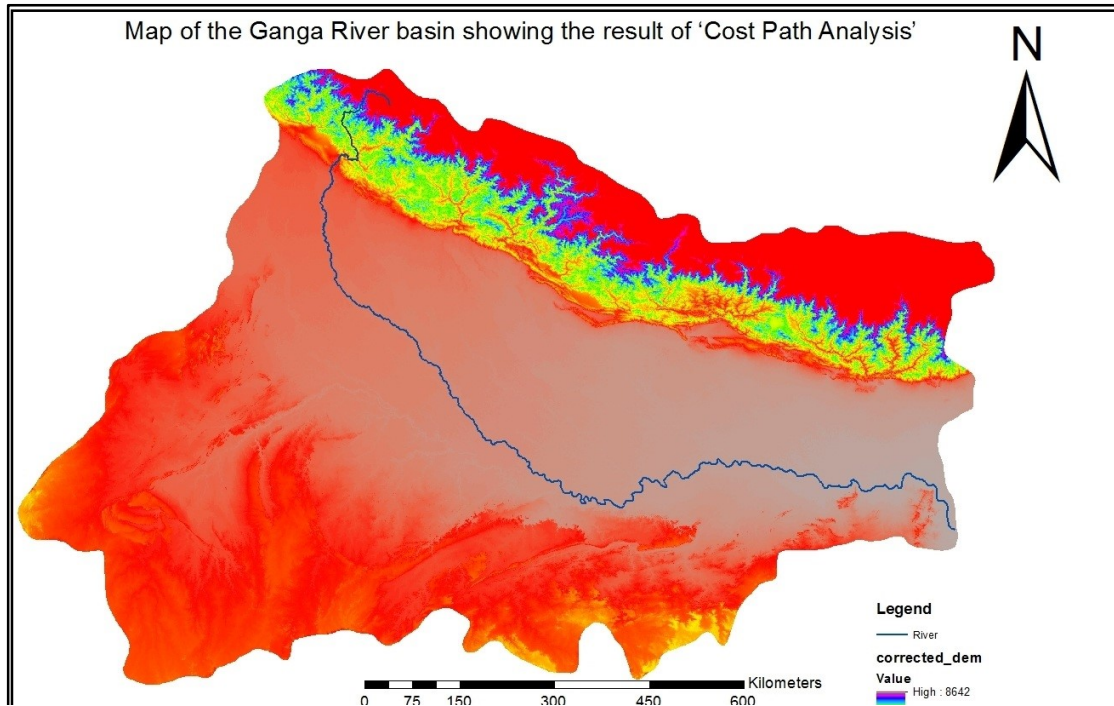 Map of the Ganga River basin showing the result of ‘Cost Path Analysis’
N
Legend
River
corrected_dem
Value
High : 8642
Kilometers
0 75 150 300 450 600